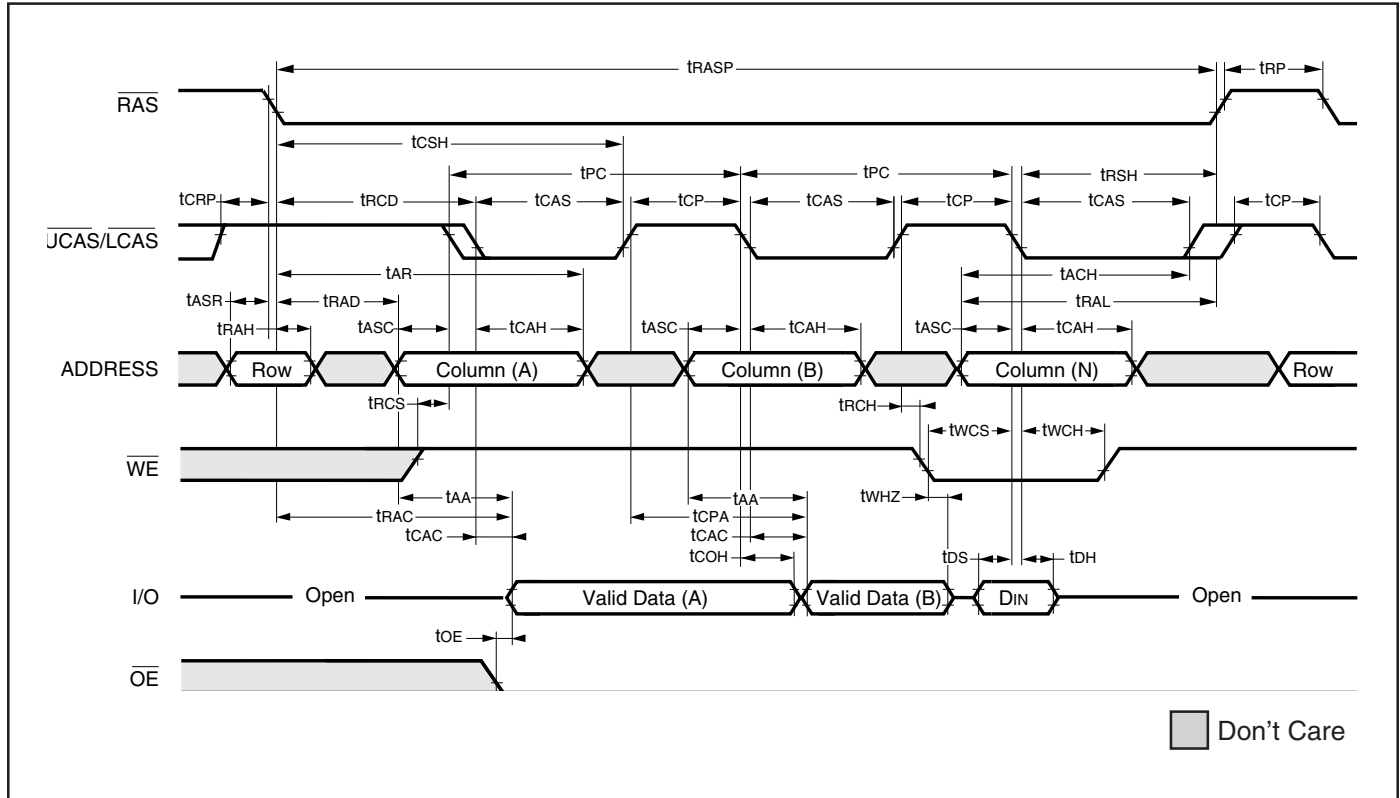 tRASP
tRP
RAS
tCSH
tPC
tPC
tRSH
tCRP
tRCD
tCAS
tCP
tCAS
tCP
tCAS
tCP
UCAS/LCAS
tAR
tACH
tASR
tRAD
tRAL
tRAH
tASC
tCAH
tASC
tCAH
tASC
tCAH
ADDRESS
Row
Column (A)
Column (B)
Column (N)
Row
tRCS
tRCH
tWCS
tWCH
WE
tAA
tAA
tWHZ
tRAC
tCPA
tCAC
tCAC
tCOH
tDS
tDH
I/O
Open
Valid Data (A)
Valid Data (B)
DIN
Open
tOE
OE
Don't Care